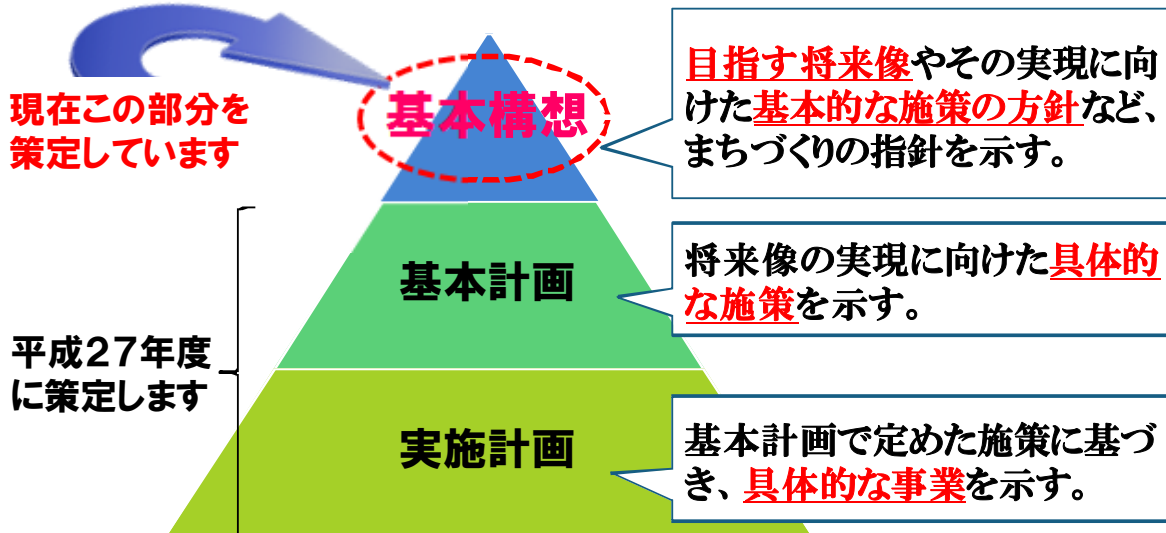 現在この部分を
策定しています
基本構想
目指す将来像やその実現に向
けた基本的な施策の方針など、
まちづくりの指針を示す。
基本計画
将来像の実現に向けた具体的
な施策を示す。
平成27年度
に策定します
実施計画
基本計画で定めた施策に基づ
き、具体的な事業を示す。